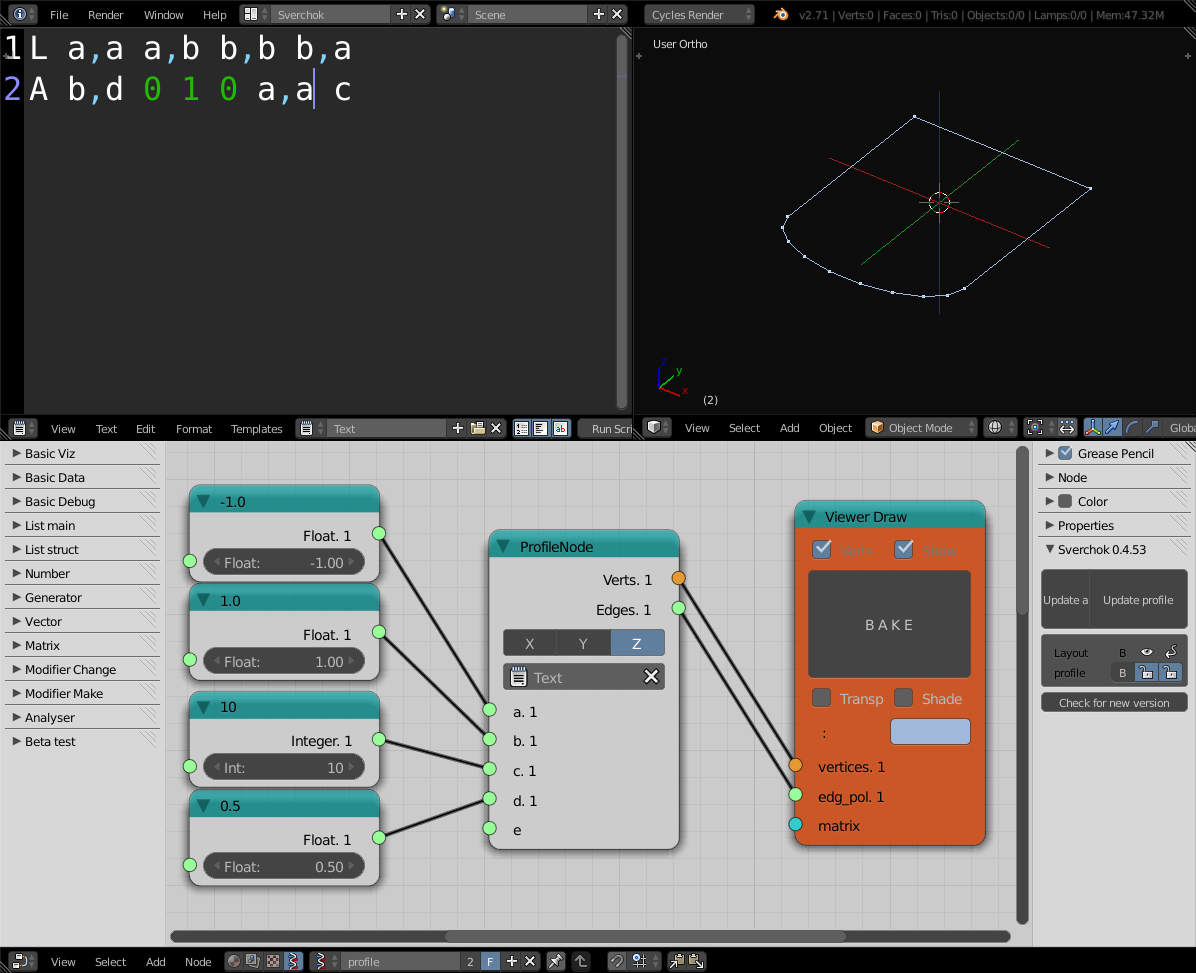 File Render Window Help Sverchok Scene Cycles Render v2.71 | Verts:0 | Faces:0 | Tris:0 | Objects:0/0 | Lamps:0/0 | Mem:47.32M
1 L a,a a,b b,b b,a
2 A b,d 0 1 0 a,a c
User Ortho
z
y
x
(2)
View Text Edit Format Templates Text Run Scri
View Select Add Object Object Mode Globa
Basic Viz
Basic Data
Basic Debug
List main
List struct
Number
Generator
Vector
Matrix
Modifier Change
Modifier Make
Analyser
Beta test
-1.0
Float. 1
Float: -1.00
1.0
Float. 1
Float: 1.00
10
Integer. 1
Int: 10
0.5
Float. 1
Float: 0.50
ProfileNode
Verts. 1
Edges. 1
X Y Z
Text
a. 1
b. 1
c. 1
d. 1
e
Viewer Draw
Verts Show
BAKE
Transp Shade
:
vertices. 1
edg_pol. 1
matrix
Grease Pencil
Node
Color
Properties
Sverchok 0.4.53
Update a Update profile
Layout B
profile B
Check for new version
View Select Add Node profile 2 F